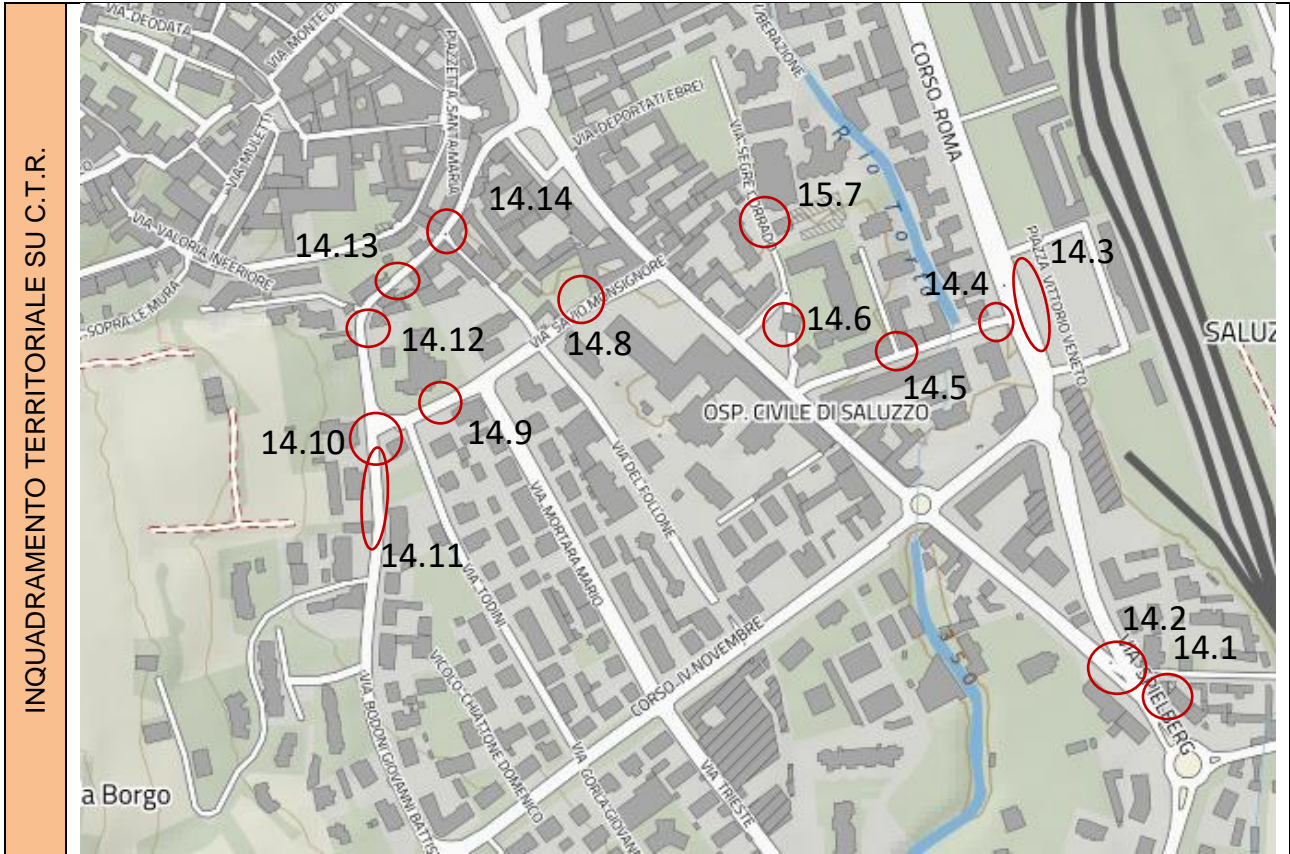 INQUADRAMENTO TERRITORIALE SU C.T.R.
VIA DEODATA
PIAZZETTA SANTA MARIA
VIA MULETTI
VIA DEPORTATI EBREI
LIBERAZIONE
CORSO ROMA
Rio Torto
15.7
14.14
14.13
VIA VALORIA INFERIORE
SOPRA LE MURA
PIAZZA VITTORIO VENETO
14.3
14.4
14.6
14.12
VIA SAVIO MONSIGNORE
14.8
SALUZ
14.5
OSP. CIVILE DI SALUZZO
14.9
14.10
VIA DEL FOLLONE
VIA MORTARA MARIO
14.11
VIA TODINI
350
14.2
14.1
VIA SPIELBERG
CORSO IV NOVEMBRE
VICOLO CHIATTONE DOMENICO
VIA BODONI GIOVANNI BATTIS
VIA GORLA GIOVAN
VIA TRIESTE
a Borgo